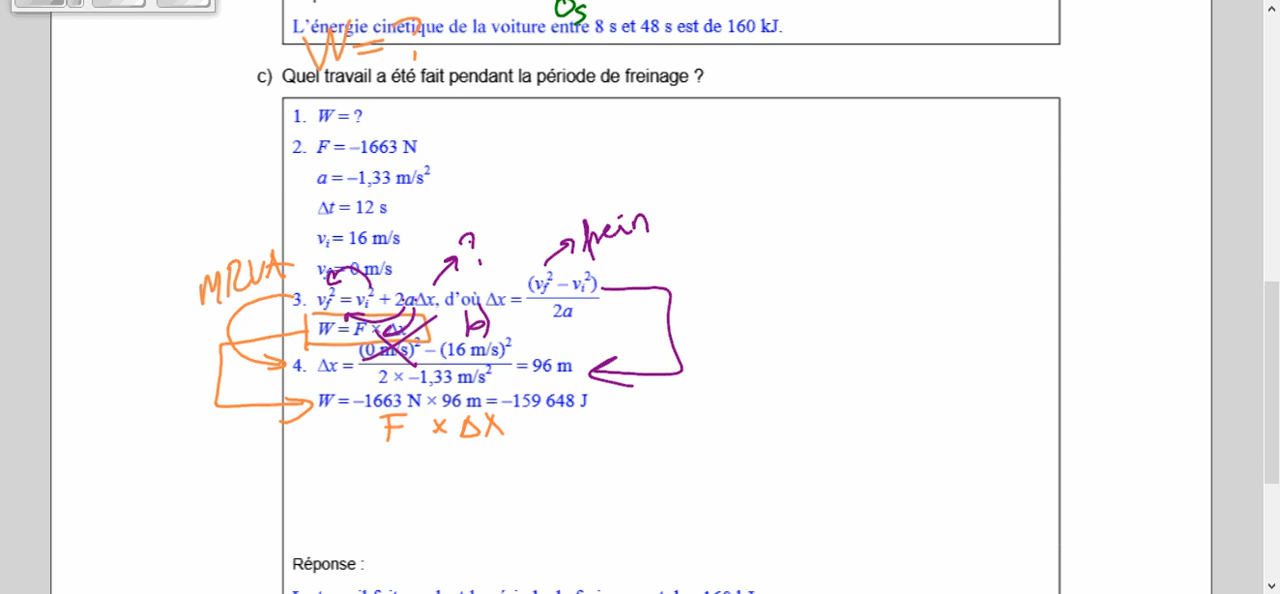 0s
L'énergie cinétique de la voiture entre 8 s et 48 s est de 160 kJ.
W = ?
c) Quel travail a été fait pendant la période de freinage ?
1. W = ?
2. F = –1663 N
a = –1,33 m/s²
Δt = 12 s
frein
vᵢ = 16 m/s
?
MRUA
v_f = 0 m/s
3. v_f² = vᵢ² + 2aΔx, d'où Δx = (v_f² – vᵢ²) / 2a
W = F × Δx
b)
4. Δx = (0 m/s)² – (16 m/s)² / 2 × –1,33 m/s² = 96 m
W = –1663 N × 96 m = –159 648 J
F × ΔX
Réponse :